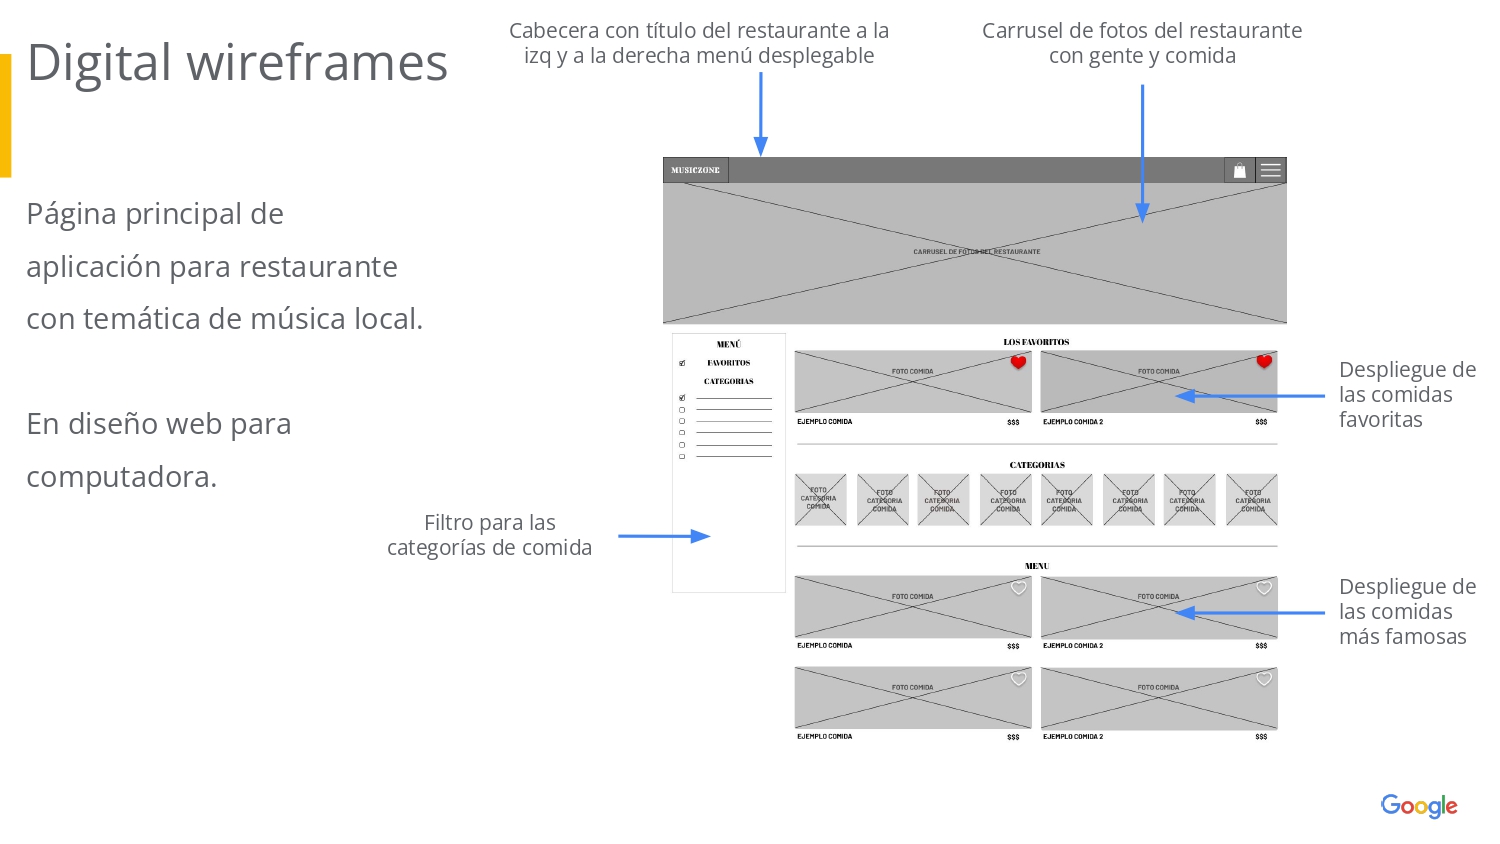 Digital wireframes
Cabecera con título del restaurante a la
izq y a la derecha menú desplegable
Carrusel de fotos del restaurante
con gente y comida
Página principal de
aplicación para restaurante
con temática de música local.
En diseño web para
computadora.
MUSICZONE
CARRUSEL DE FOTOS DEL RESTAURANTE
MENÚ
FAVORITOS
CATEGORIAS
Filtro para las
categorías de comida
LOS FAVORITOS
FOTO COMIDA
EJEMPLO COMIDA
$$$
FOTO COMIDA
EJEMPLO COMIDA 2
$$$
Despliegue de
las comidas
favoritas
CATEGORIAS
FOTO
CATEGORIA
COMIDA
FOTO
CATEGORIA
COMIDA
FOTO
CATEGORIA
COMIDA
FOTO
CATEGORIA
COMIDA
FOTO
CATEGORIA
COMIDA
FOTO
CATEGORIA
COMIDA
FOTO
CATEGORIA
COMIDA
FOTO
CATEGORIA
COMIDA
MENU
FOTO COMIDA
EJEMPLO COMIDA
$$$
FOTO COMIDA
EJEMPLO COMIDA 2
$$$
Despliegue de
las comidas
más famosas
FOTO COMIDA
EJEMPLO COMIDA
$$$
FOTO COMIDA
EJEMPLO COMIDA 2
$$$
Google